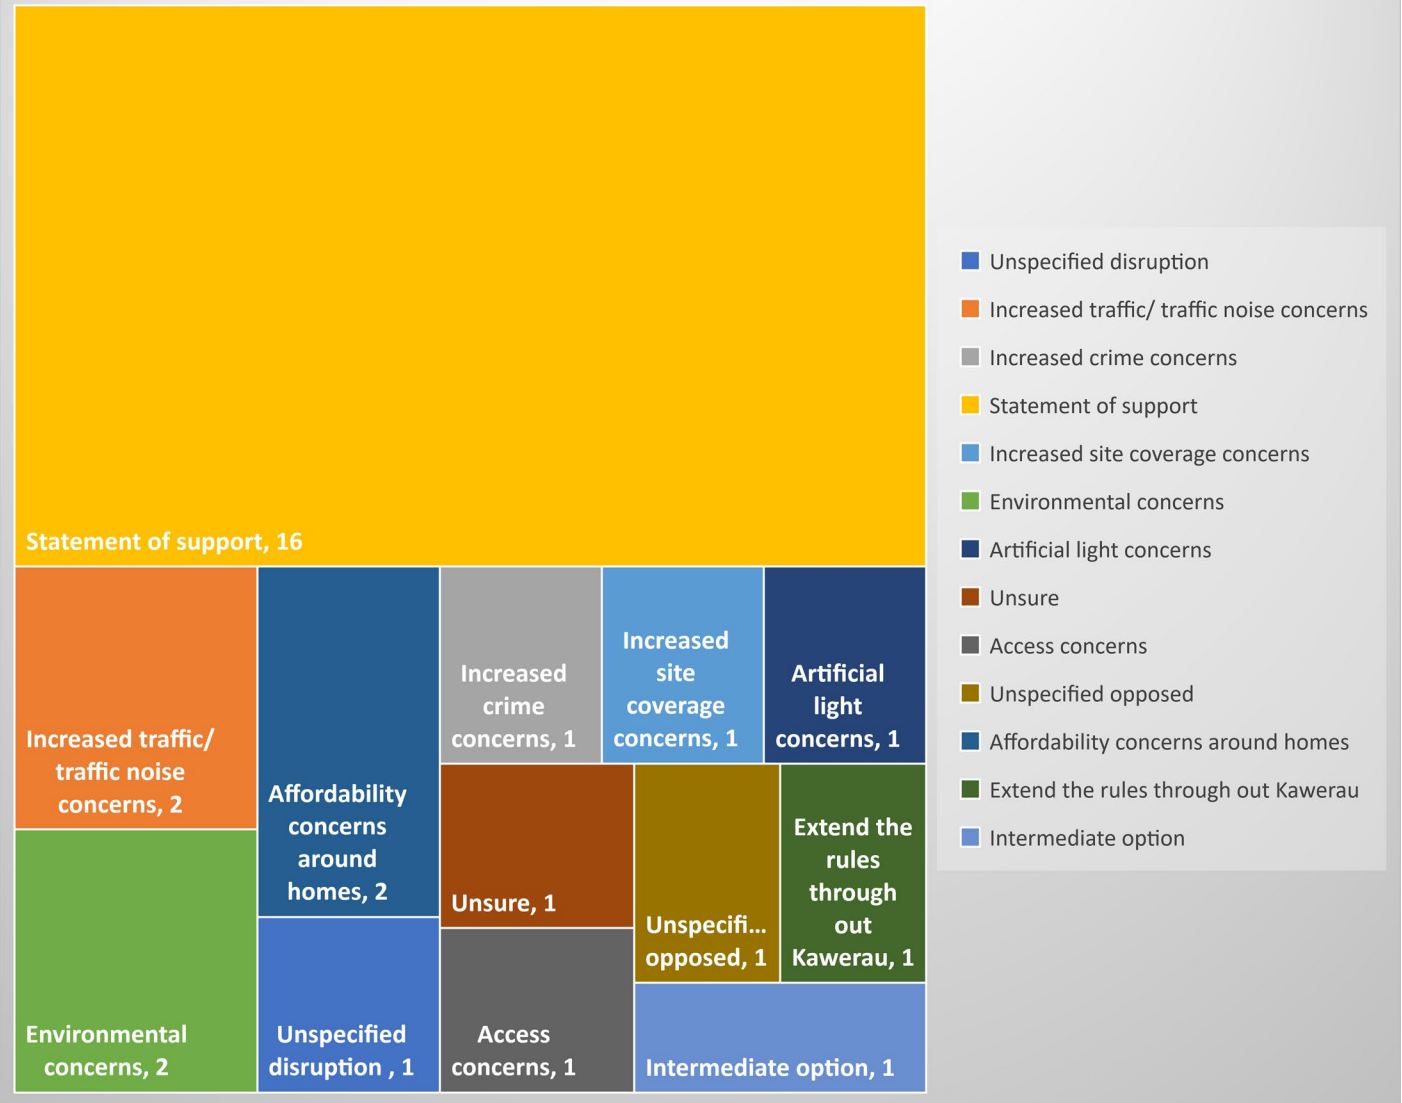 Statement of support, 16
Increased traffic/
traffic noise
concerns, 2
Environmental
concerns, 2
Affordability
concerns
around
homes, 2
Unspecified
disruption , 1
Increased
crime
concerns, 1
Increased
site
coverage
concerns, 1
Artificial
light
concerns, 1
Unsure, 1
Access
concerns, 1
Unspecifi...
opposed, 1
Extend the
rules
through
out
Kawerau, 1
Intermediate option, 1
Unspecified disruption
Increased traffic/ traffic noise concerns
Increased crime concerns
Statement of support
Increased site coverage concerns
Environmental concerns
Artificial light concerns
Unsure
Access concerns
Unspecified opposed
Affordability concerns around homes
Extend the rules through out Kawerau
Intermediate option